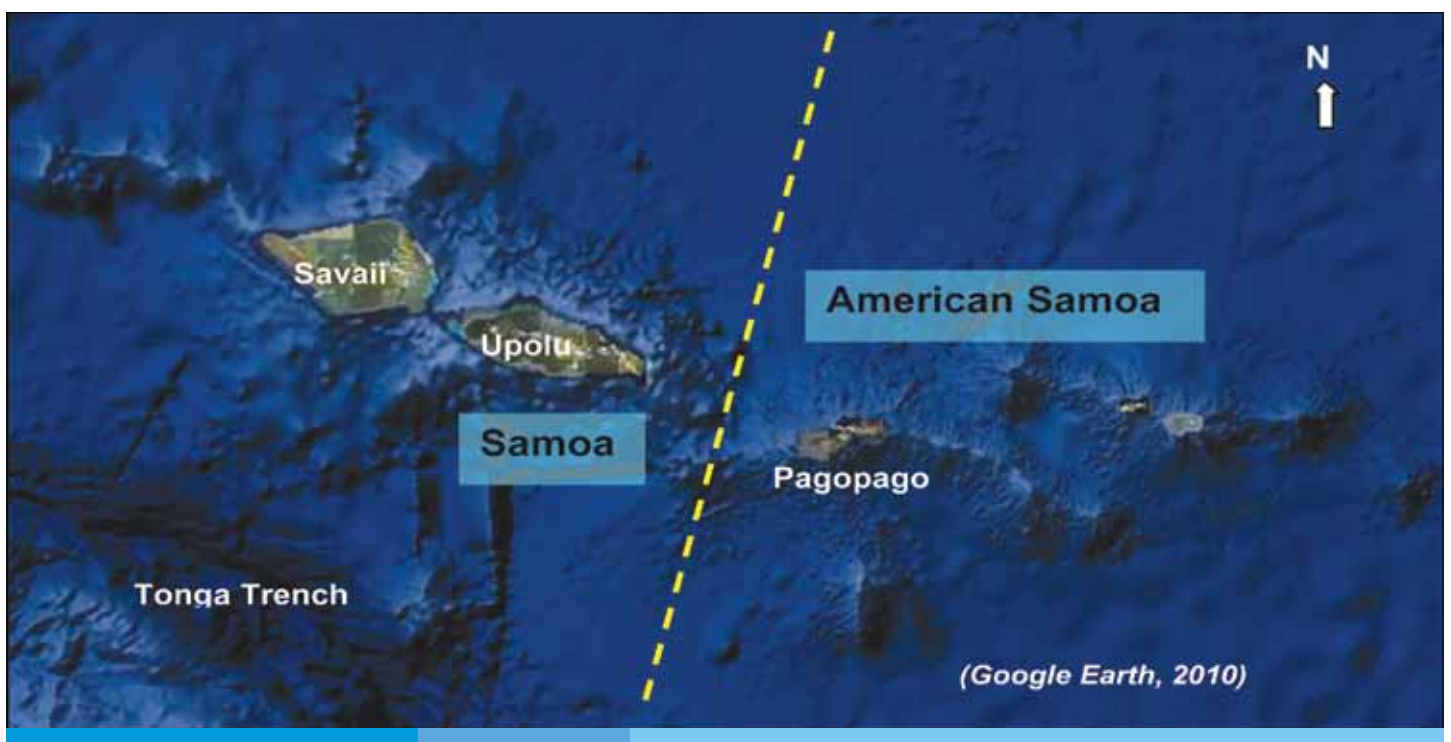 N
Savaii
American Samoa
Upolu
Samoa
Pagopago
Tonga Trench
(Google Earth, 2010)